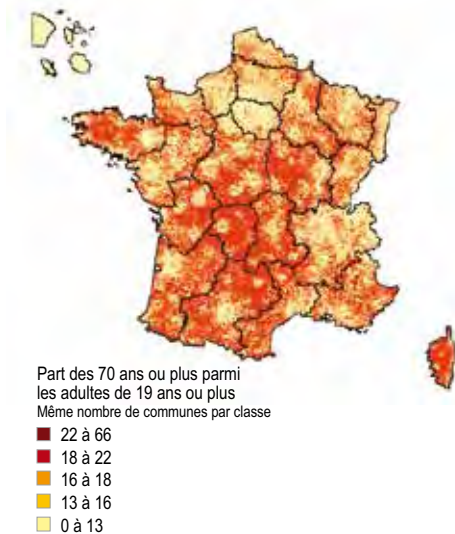 Part des 70 ans ou plus parmi
les adultes de 19 ans ou plus
Même nombre de communes par classe
22 à 66
18 à 22
16 à 18
13 à 16
0 à 13